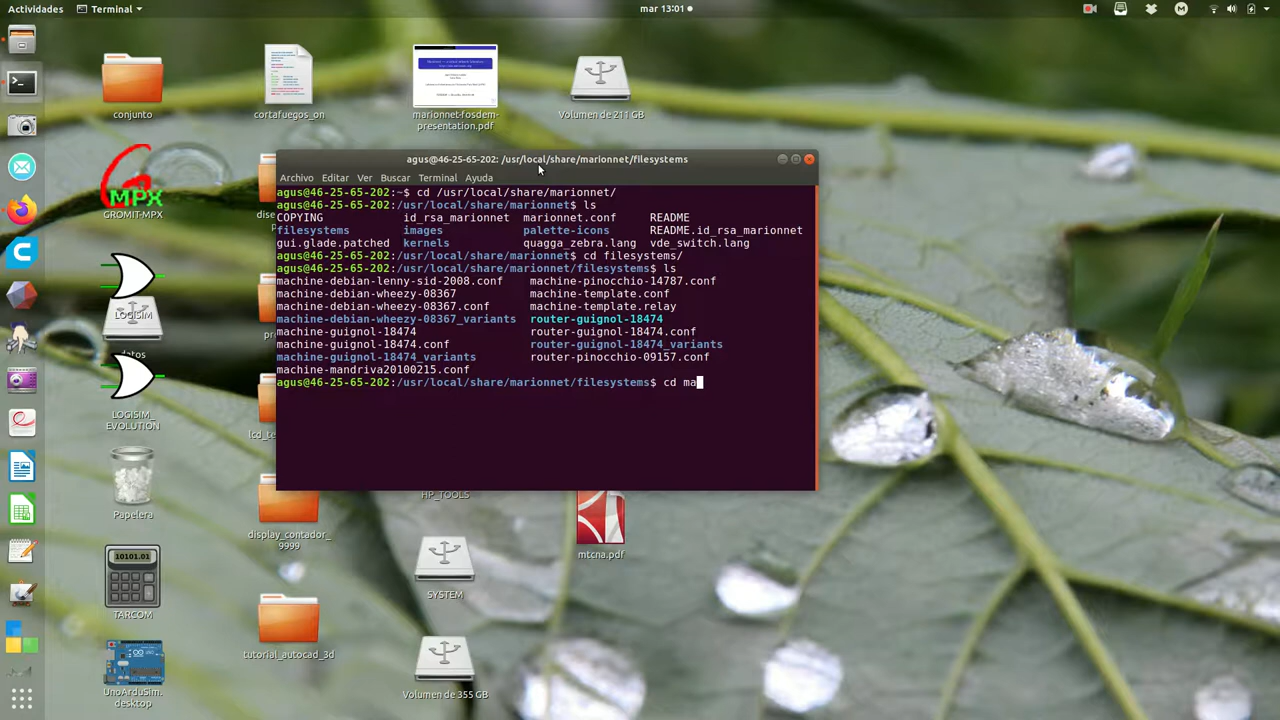 Actividades
Terminal
mar 13:01
conjunto
cortafuegos_on
marionnet-fosdem-
presentation.pdf
Volumen de 211 GB
MPX
GROMIT-MPX
agus@46-25-65-202: /usr/local/share/marionnet/filesystems
Archivo Editar Ver Buscar Terminal Ayuda
agus@46-25-65-202:~$ cd /usr/local/share/marionnet/
agus@46-25-65-202:/usr/local/share/marionnet$ ls
COPYING id_rsa_marionnet marionnet.conf README
filesystems images palette-icons README.id_rsa_marionnet
gui.glade.patched kernels quagga_zebra.lang vde_switch.lang
agus@46-25-65-202:/usr/local/share/marionnet$ cd filesystems/
agus@46-25-65-202:/usr/local/share/marionnet/filesystems$ ls
machine-debian-lenny-sid-2008.conf machine-pinocchio-14787.conf
machine-debian-wheezy-08367 machine-template.conf
machine-debian-wheezy-08367.conf machine-template.relay
machine-debian-wheezy-08367_variants router-guignol-18474
machine-guignol-18474 router-guignol-18474.conf
machine-guignol-18474.conf router-guignol-18474_variants
machine-guignol-18474_variants router-pinocchio-09157.conf
machine-mandriva20100215.conf
agus@46-25-65-202:/usr/local/share/marionnet/filesystems$ cd ma
LOGISIM
LOGISIM_
EVOLUTION
lcd_te
HP_TOOLS
Papelera
display_contador_
9999
mtcna.pdf
10101.01
TARCOM
SYSTEM
tutorial_autocad_3d
UnoArduSim.
desktop
Volumen de 355 GB